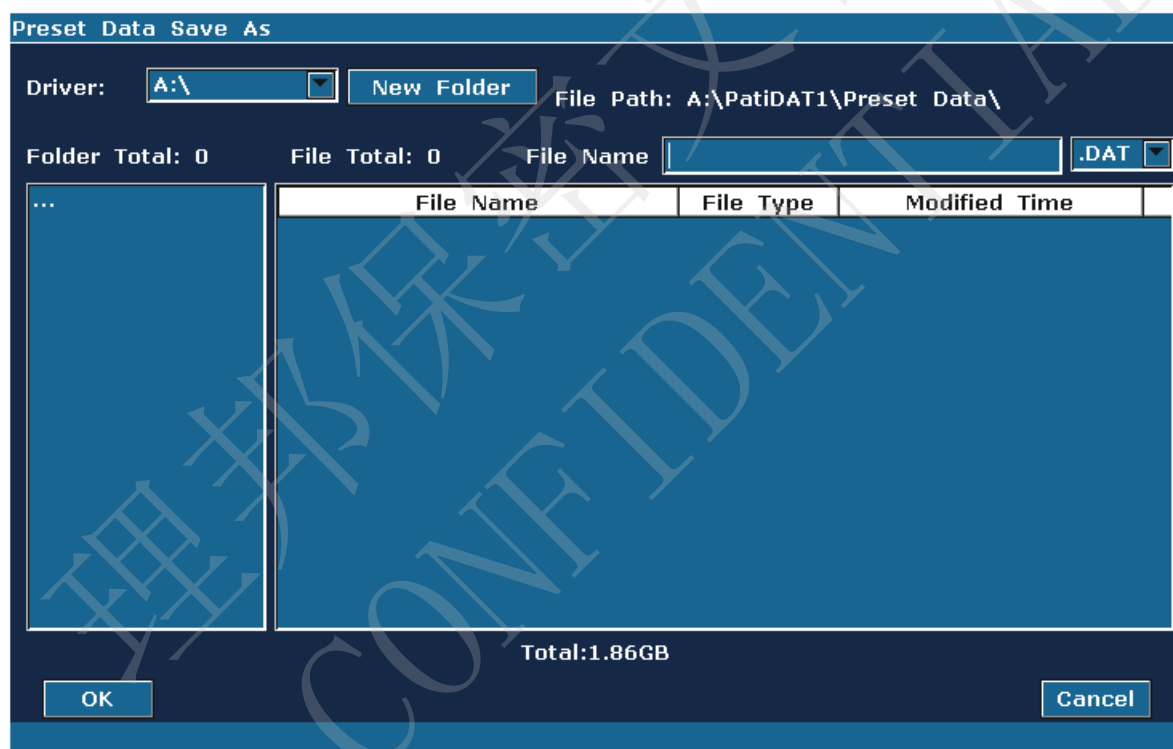 Preset Data Save As
Driver: A:\ New Folder File Path: A:\PatiDAT1\Preset Data\
Folder Total: 0 File Total: 0 File Name .DAT
...
File Name File Type Modified Time
Total:1.86GB
OK Cancel
理邦保密文
CONFIDENTIAL